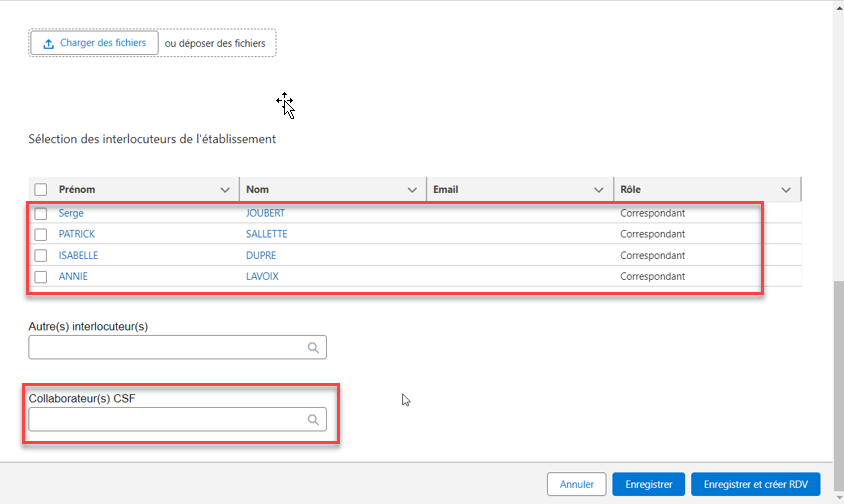 Charger des fichiers ou déposer des fichiers
Sélection des interlocuteurs de l'établissement
Prénom Nom Email Rôle
Serge JOUBERT Correspondant
PATRICK SALLETTE Correspondant
ISABELLE DUPRE Correspondant
ANNIE LAVOIX Correspondant
Autre(s) interlocuteur(s)
Collaborateur(s) CSF
Annuler Enregistrer Enregistrer et créer RDV